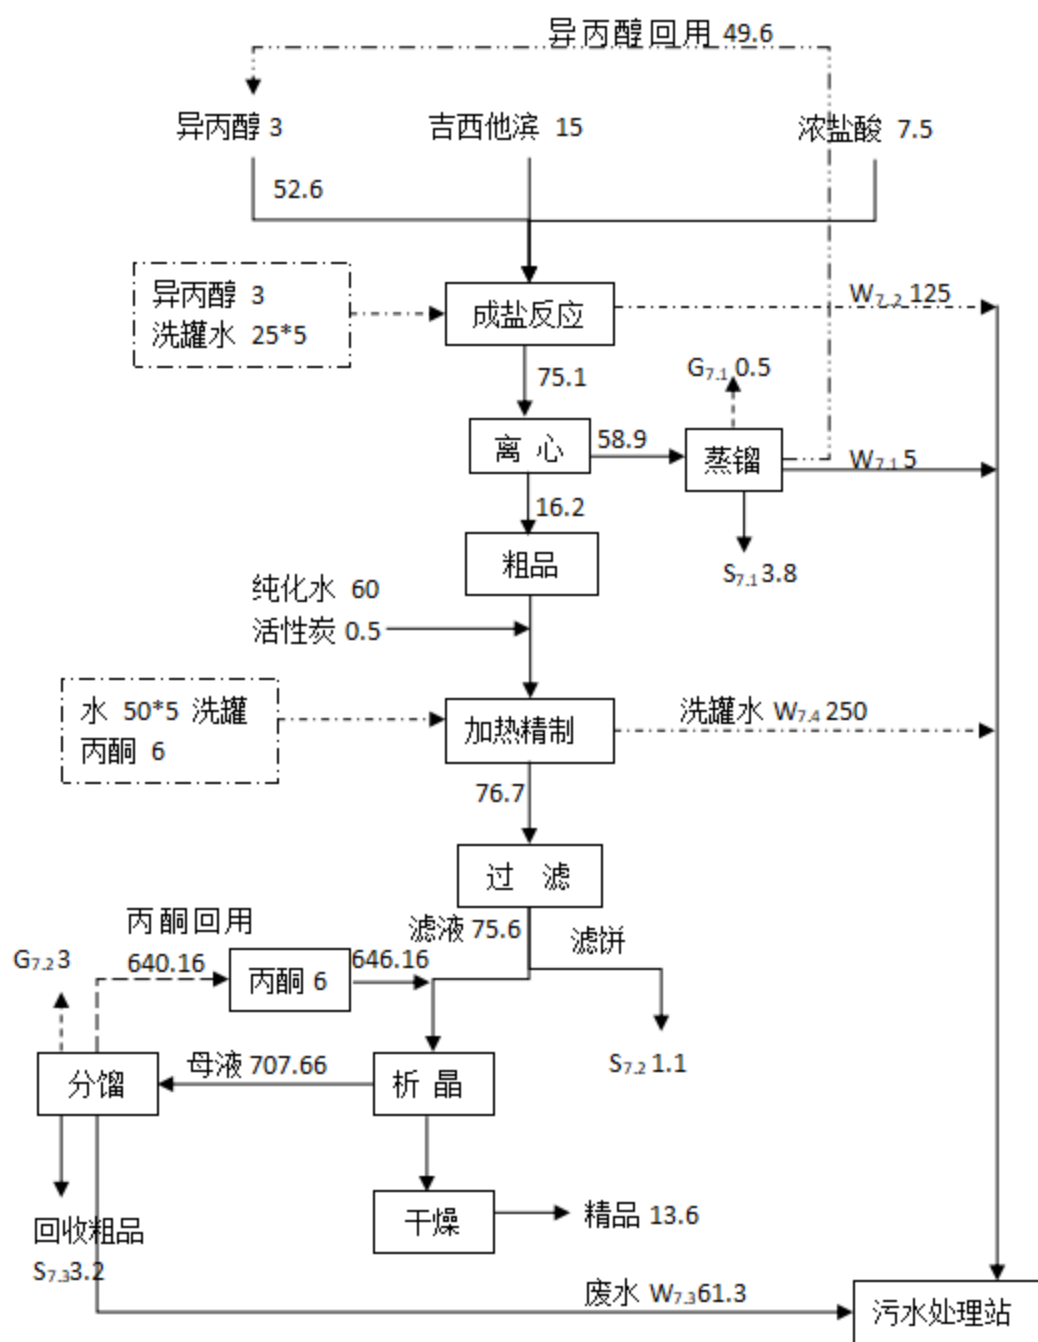 异丙醇回用 49.6
异丙醇 3
吉西他滨 15
浓盐酸 7.5
52.6
异丙醇 3
洗罐水 25*5
成盐反应
W7.2 125
75.1
G7.1 0.5
离 心
58.9
蒸镏
W7.1 5
16.2
粗品
S7.1 3.8
纯化水 60
活性炭 0.5
水 50*5 洗罐
丙酮 6
加热精制
洗罐水 W7.4 250
76.7
过 滤
丙酮回用
滤液 75.6
滤饼
G7.2 3
640.16
丙酮 6
646.16
S7.2 1.1
母液 707.66
分馏
析 晶
干燥
精品 13.6
回收粗品
S7.3 3.2
废水 W7.3 61.3
污水处理站